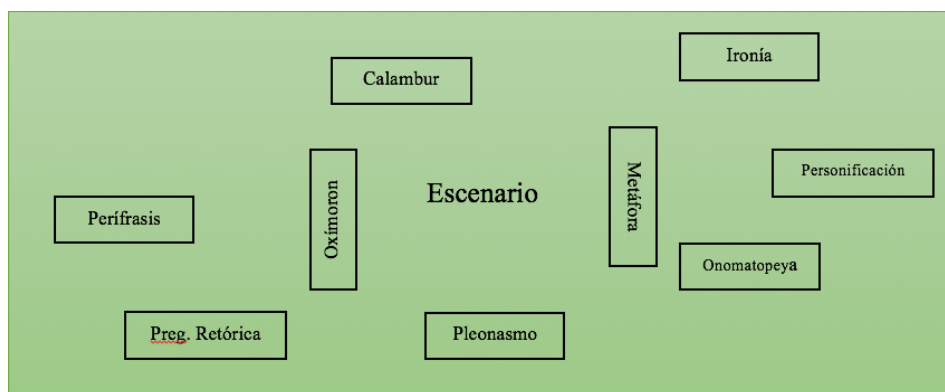 Ironía
Calambur
Oxímoron
Escenario
Metáfora
Personificación
Perífrasis
Onomatopeya
Preg. Retórica
Pleonasmo